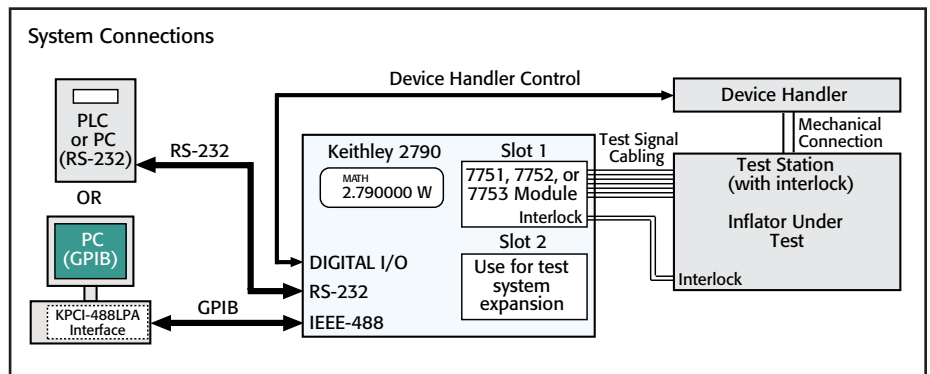 System Connections
Device Handler Control
Device Handler
PLC
or PC
(RS-232)
RS-232
OR
PC
(GPIB)
KPCI-488LPA
Interface
GPIB
Keithley 2790
MATH
2.790000 W
DIGITAL I/O
RS-232
IEEE-488
Slot 1
7751, 7752, or
7753 Module
Interlock
Slot 2
Use for test
system
expansion
Test Signal
Cabling
Mechanical
Connection
Test Station
(with interlock)
Inflator Under
Test
Interlock